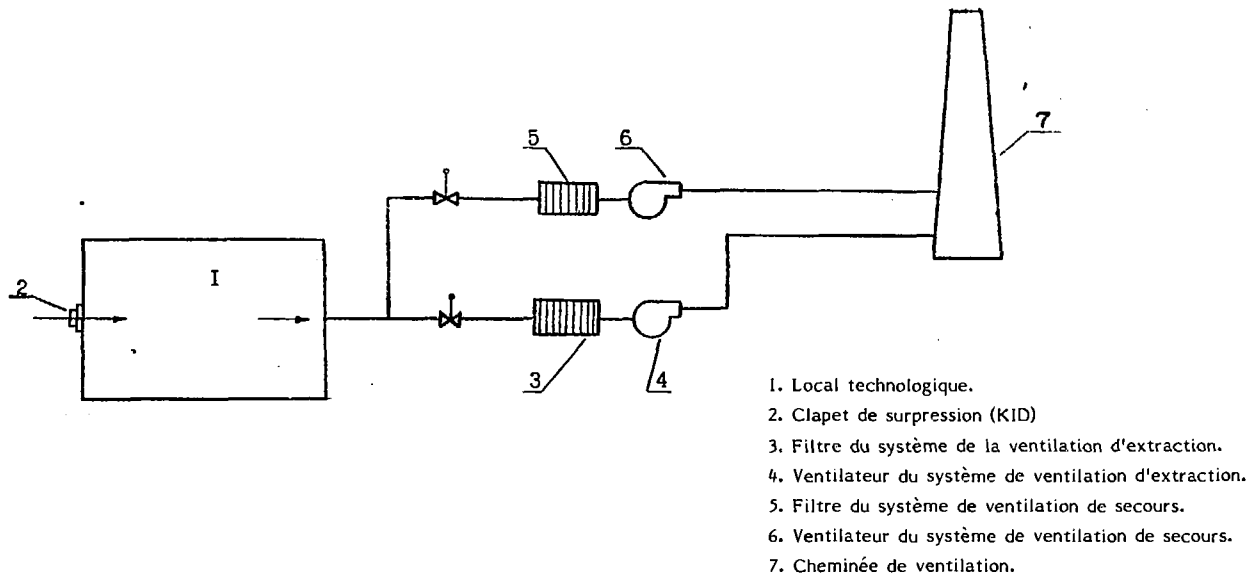 5
6
7
2
I
3
4
I. Local technologique.
2. Clapet de surpression (KID)
3. Filtre du système de la ventilation d'extraction.
4. Ventilateur du système de ventilation d'extraction.
5. Filtre du système de ventilation de secours.
6. Ventilateur du système de ventilation de secours.
7. Cheminée de ventilation.